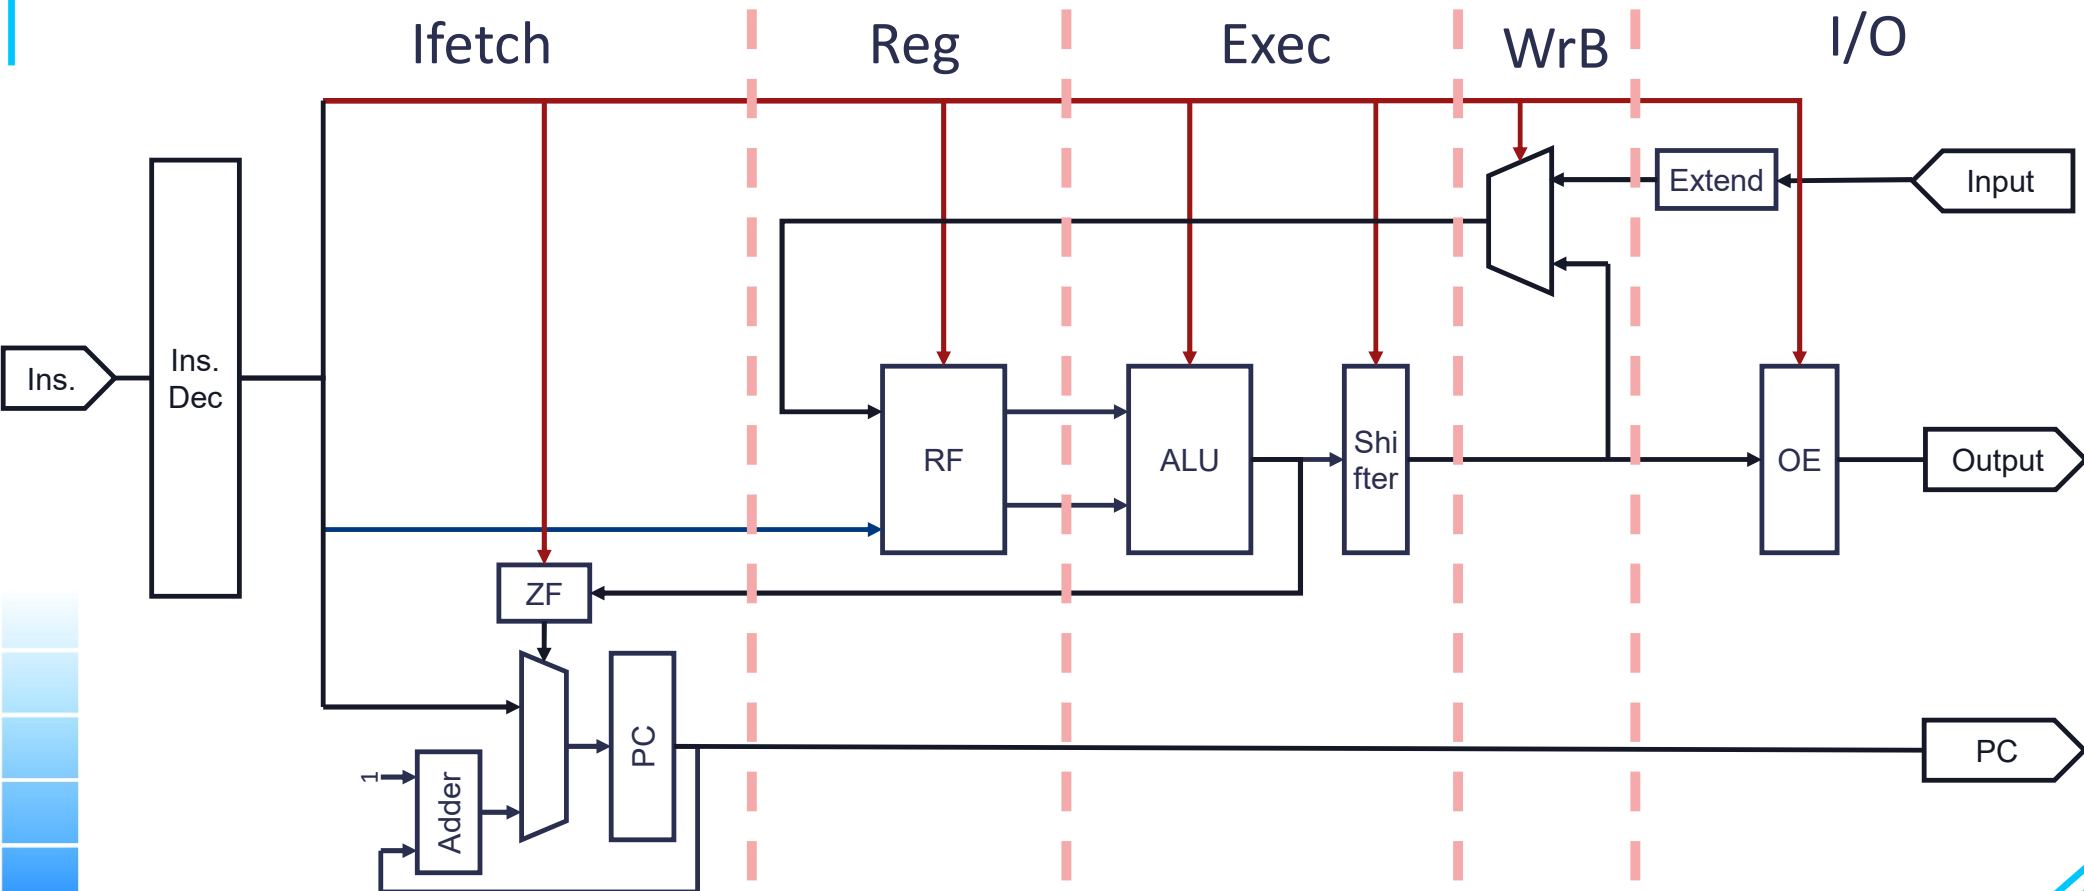 Ifetch
Reg
Exec
WrB
I/O
Extend
Input
Ins.
Ins.
Dec
RF
ALU
Shi
fter
OE
Output
ZF
PC
PC
1
Adder